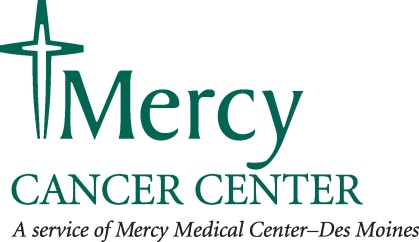 Mercy
CANCER CENTER
A service of Mercy Medical Center–Des Moines